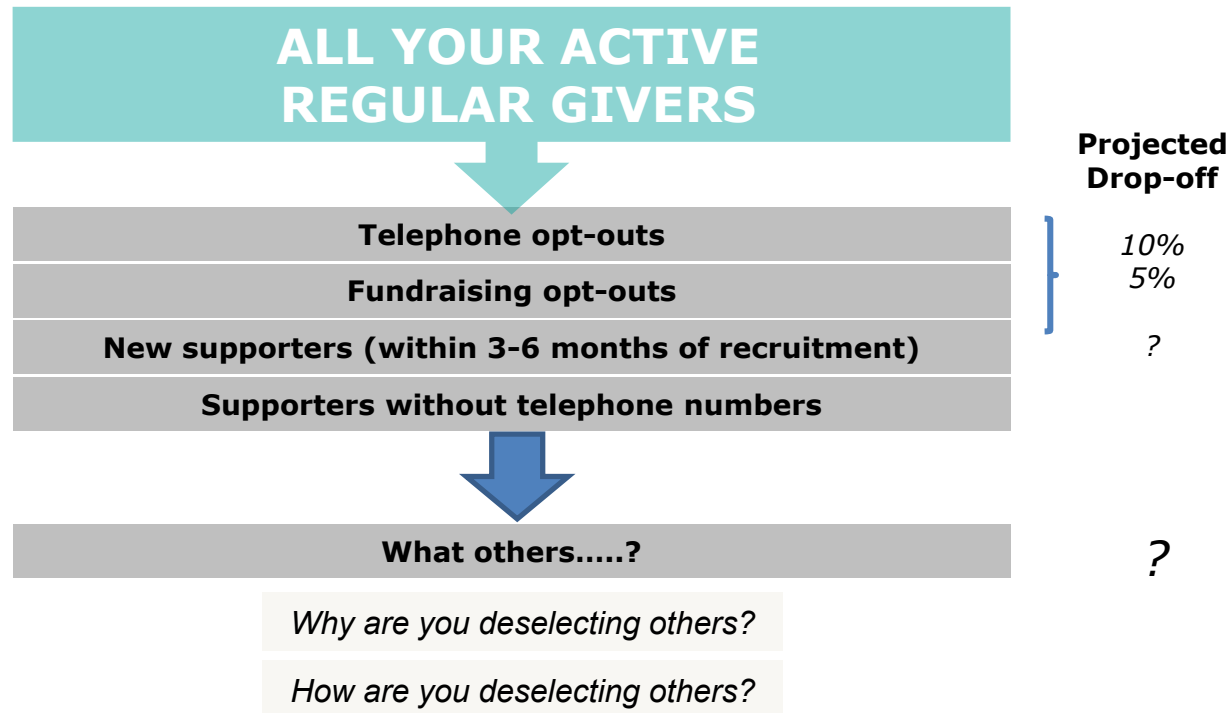 ALL YOUR ACTIVE
REGULAR GIVERS
Projected
Drop-off
Telephone opt-outs
10%
5%
Fundraising opt-outs
New supporters (within 3-6 months of recruitment)
?
Supporters without telephone numbers
What others.....?
?
Why are you deselecting others?
How are you deselecting others?